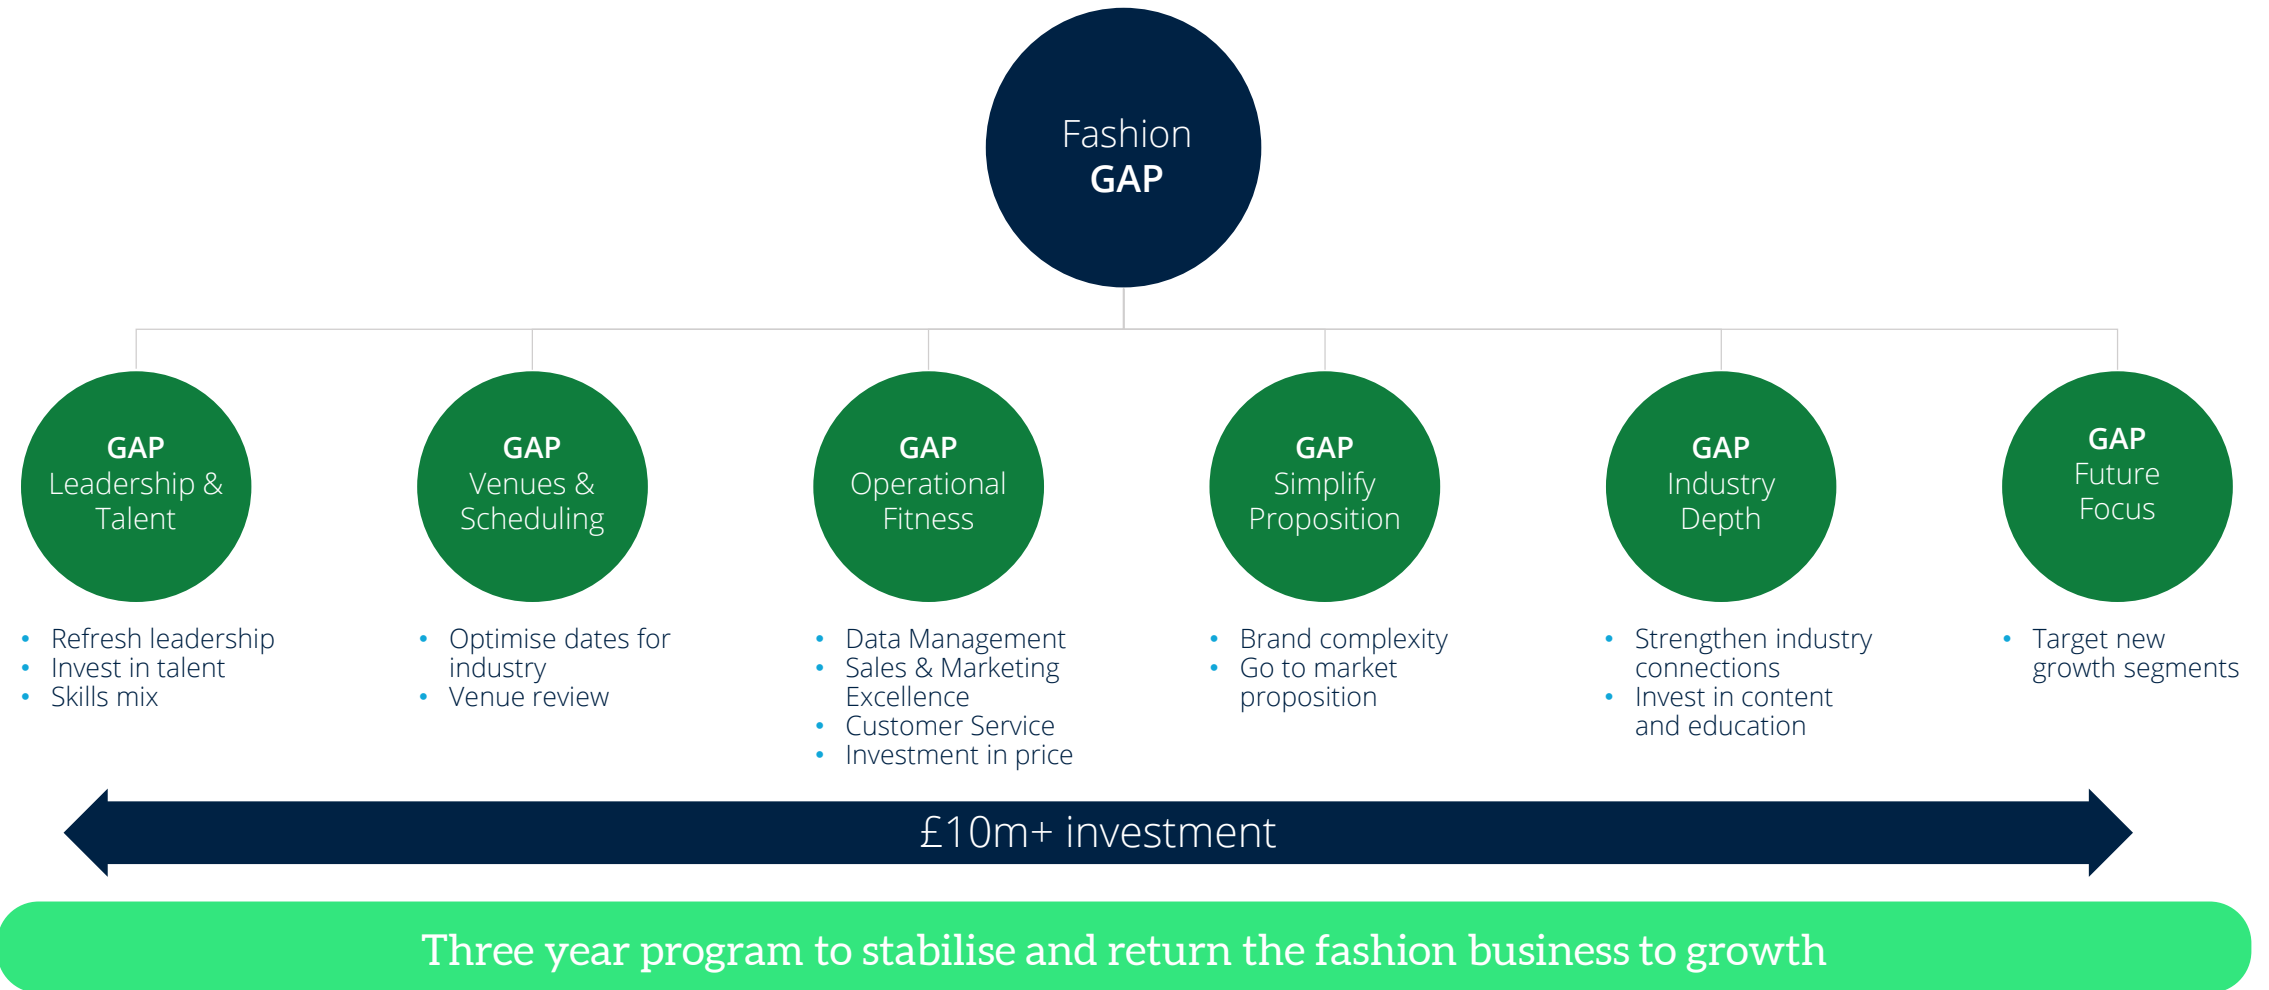 Fashion
GAP
GAP
Leadership &
Talent
GAP
Venues &
Scheduling
GAP
Operational
Fitness
GAP
Simplify
Proposition
GAP
Industry
Depth
GAP
Future
Focus
• Refresh leadership
• Invest in talent
• Skills mix
• Optimise dates for
industry
• Venue review
• Data Management
• Sales & Marketing
Excellence
• Customer Service
• Investment in price
• Brand complexity
• Go to market
proposition
• Strengthen industry
connections
• Invest in content
and education
• Target new
growth segments
£10m+ investment
Three year program to stabilise and return the fashion business to growth